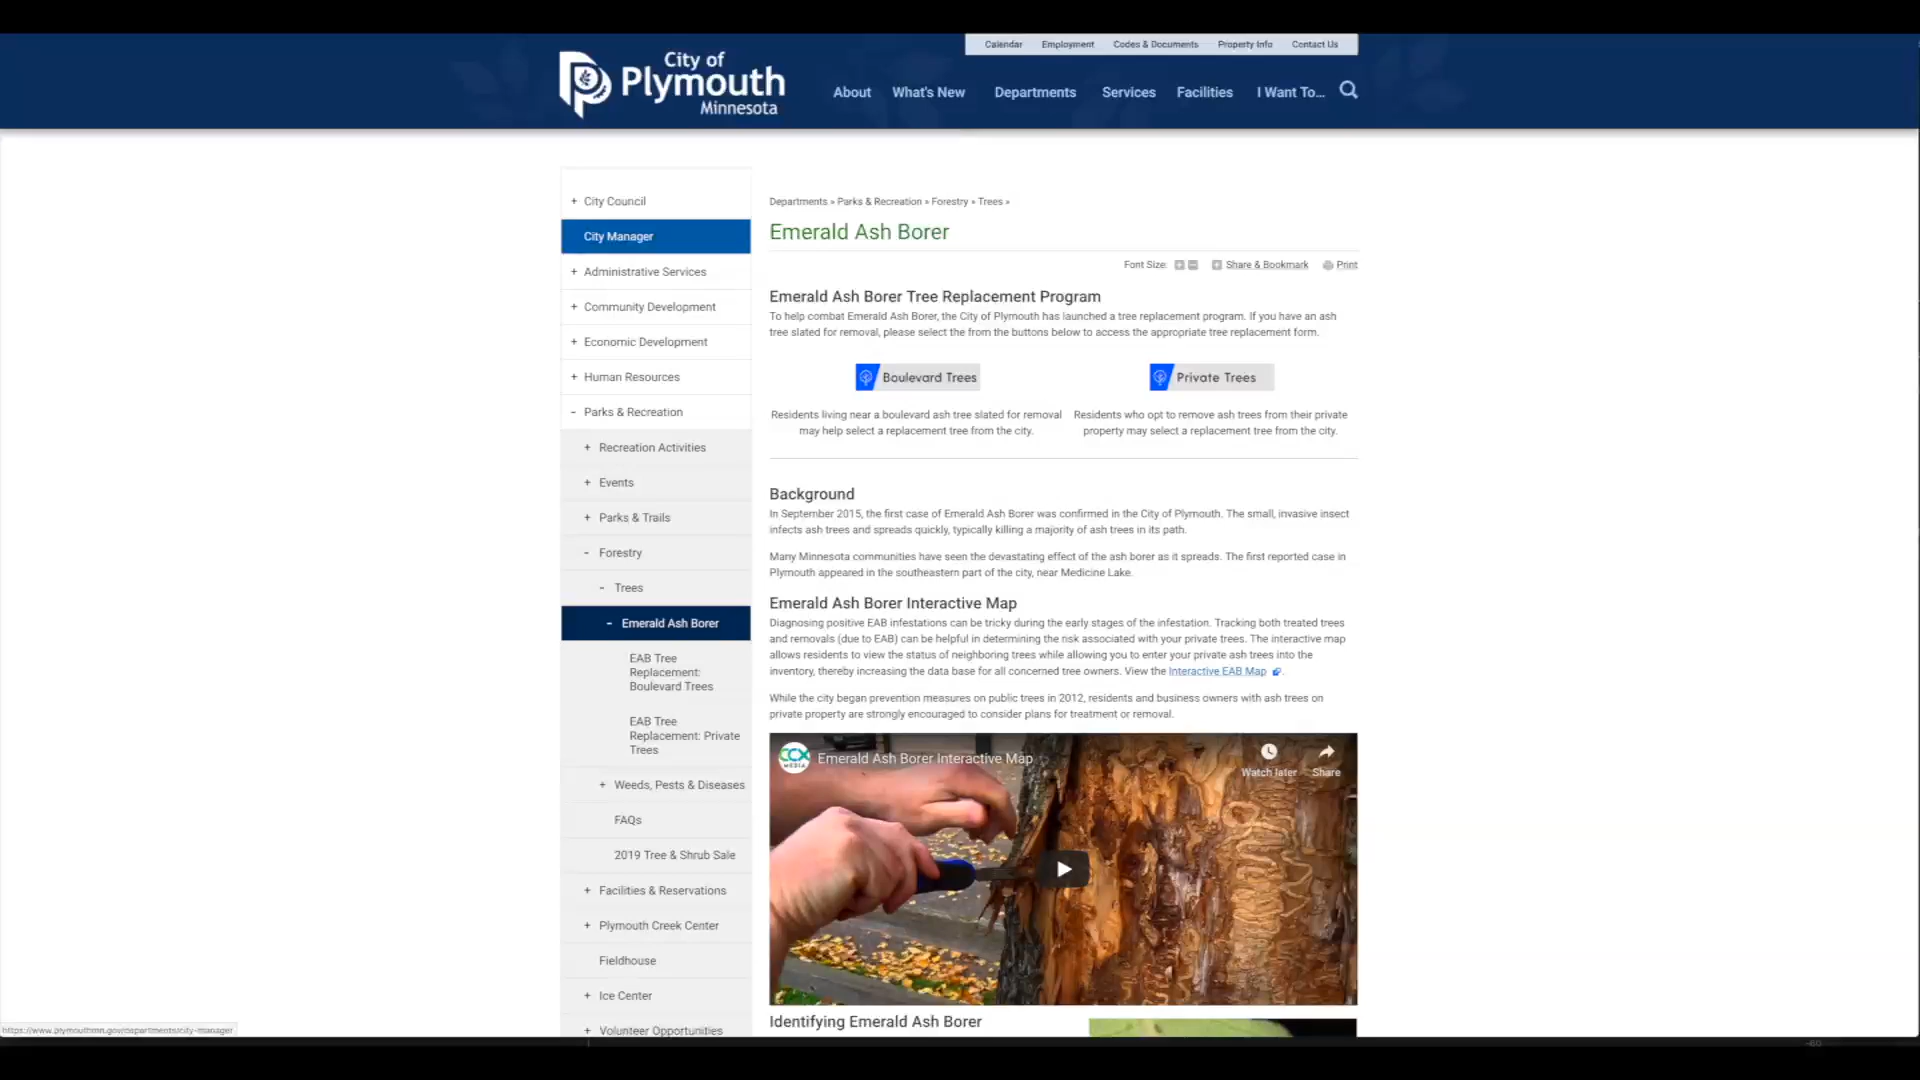 Calendar Employment Codes & Documents Property Info Contact Us
City of
Plymouth
Minnesota
About What's New Departments Services Facilities I Want To...
+ City Council
City Manager
+ Administrative Services
+ Community Development
+ Economic Development
+ Human Resources
- Parks & Recreation
+ Recreation Activities
+ Events
+ Parks & Trails
- Forestry
- Trees
- Emerald Ash Borer
EAB Tree
Replacement:
Boulevard Trees
EAB Tree
Replacement: Private
Trees
+ Weeds, Pests & Diseases
FAQs
2019 Tree & Shrub Sale
+ Facilities & Reservations
+ Plymouth Creek Center
Fieldhouse
+ Ice Center
+ Volunteer Opportunities
Departments » Parks & Recreation » Forestry » Trees »
Emerald Ash Borer
Font Size: + - Share & Bookmark Print
Emerald Ash Borer Tree Replacement Program
To help combat Emerald Ash Borer, the City of Plymouth has launched a tree replacement program. If you have an ash
tree slated for removal, please select the from the buttons below to access the appropriate tree replacement form.
Boulevard Trees
Private Trees
Residents living near a boulevard ash tree slated for removal
may help select a replacement tree from the city.
Residents who opt to remove ash trees from their private
property may select a replacement tree from the city.
Background
In September 2015, the first case of Emerald Ash Borer was confirmed in the City of Plymouth. The small, invasive insect
infects ash trees and spreads quickly, typically killing a majority of ash trees in its path.
Many Minnesota communities have seen the devastating effect of the ash borer as it spreads. The first reported case in
Plymouth appeared in the southeastern part of the city, near Medicine Lake.
Emerald Ash Borer Interactive Map
Diagnosing positive EAB infestations can be tricky during the early stages of the infestation. Tracking both treated trees
and removals (due to EAB) can be helpful in determining the risk associated with your private trees. The interactive map
allows residents to view the status of neighboring trees while allowing you to enter your private ash trees into the
inventory, thereby increasing the data base for all concerned tree owners. View the Interactive EAB Map .
While the city began prevention measures on public trees in 2012, residents and business owners with ash trees on
private property are strongly encouraged to consider plans for treatment or removal.
CCX
MEDIA
Emerald Ash Borer Interactive Map
Watch later Share
Identifying Emerald Ash Borer
https://www.plymouthmn.gov/departments/city-manager
-60